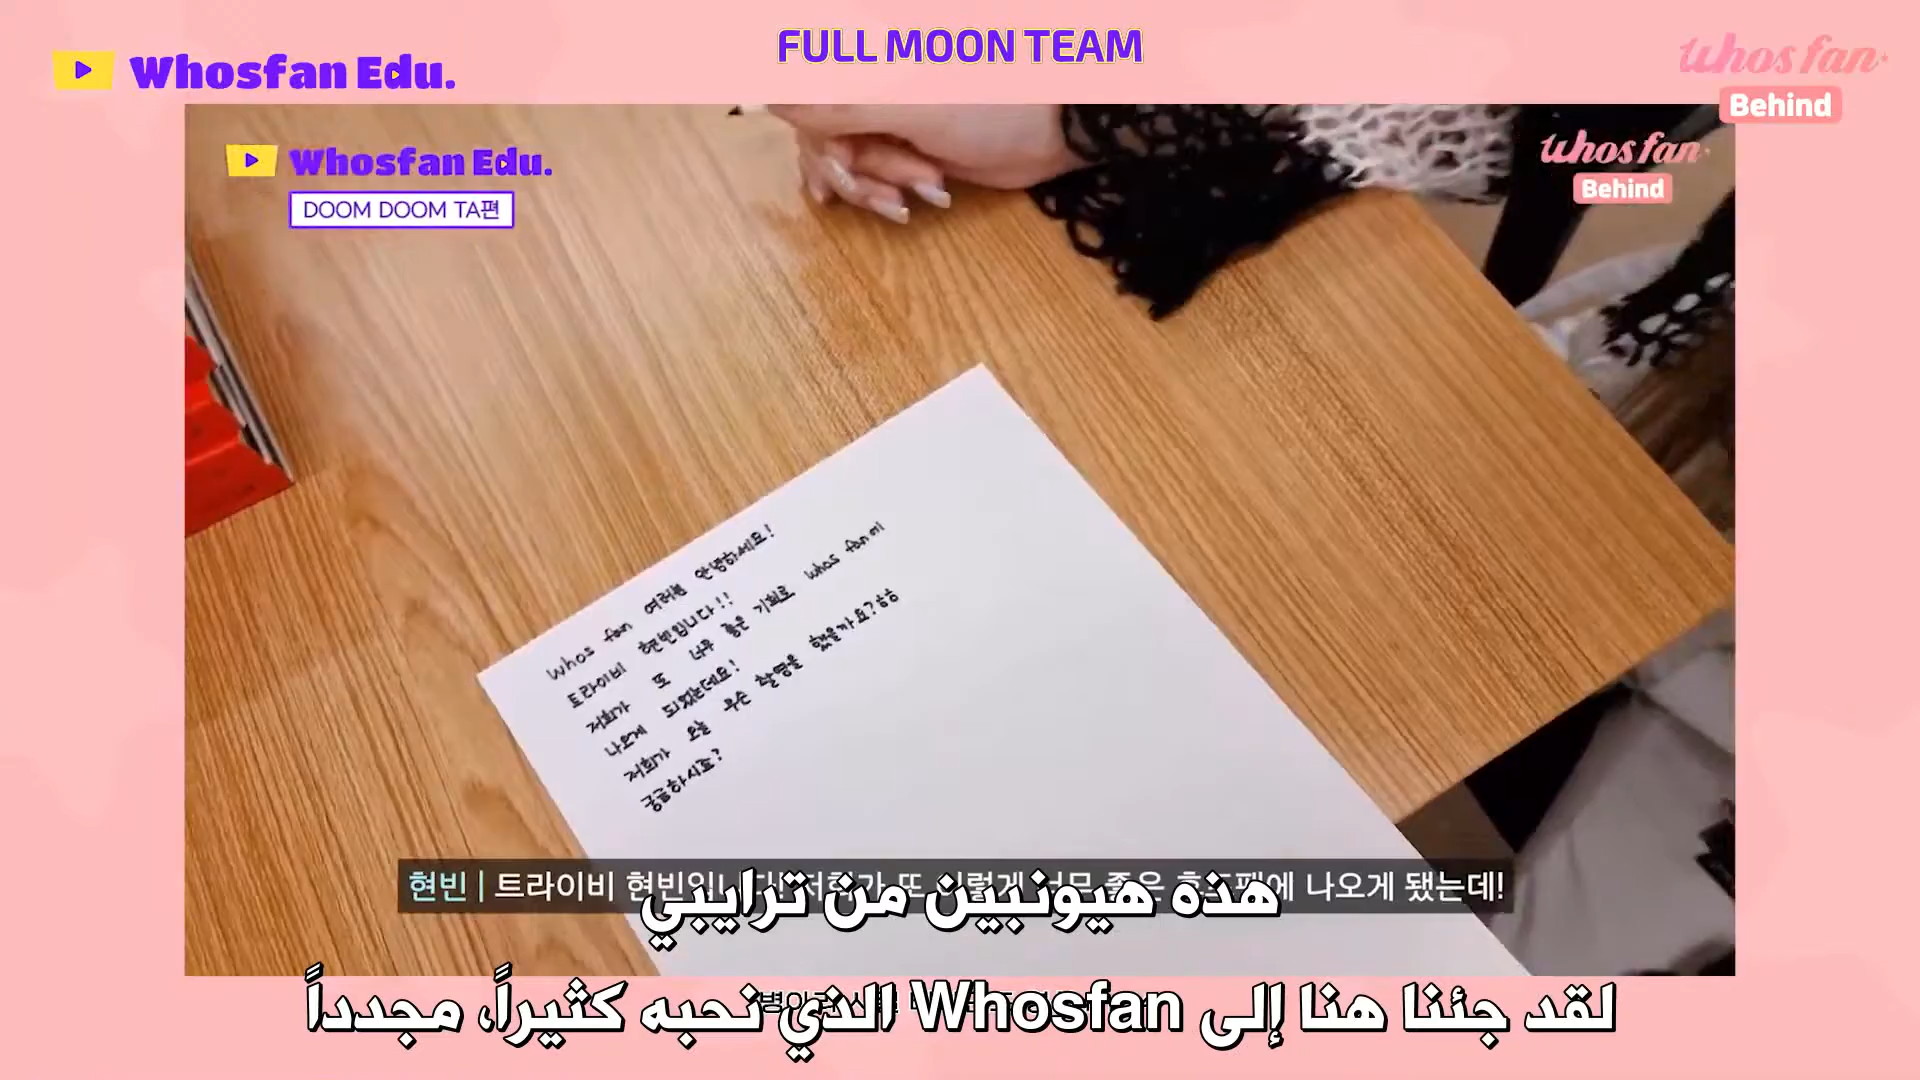 FULL MOON TEAM
Whosfan Edu.
whosfan
Behind
Whosfan Edu.
DOOM DOOM TA편
whosfan
Behind
Whos fan 여러분 안녕하세요!
트라이비 현빈입니다!!
저희가 또 너무 좋은 기회로 whos fan에
나오게 되었는데요!
저희가 오늘 무슨 촬영을 했을까요?ㅎㅎ
궁금하시죠?
현빈 | 트라이비 현빈입니다! 저희가 또 이렇게 너무 좋은 후즈팬에 나오게 됐는데!
هذه هيونبين من ترايبي
لقد جئنا هنا إلى Whosfan الذي نحبه كثيراً، مجدداً